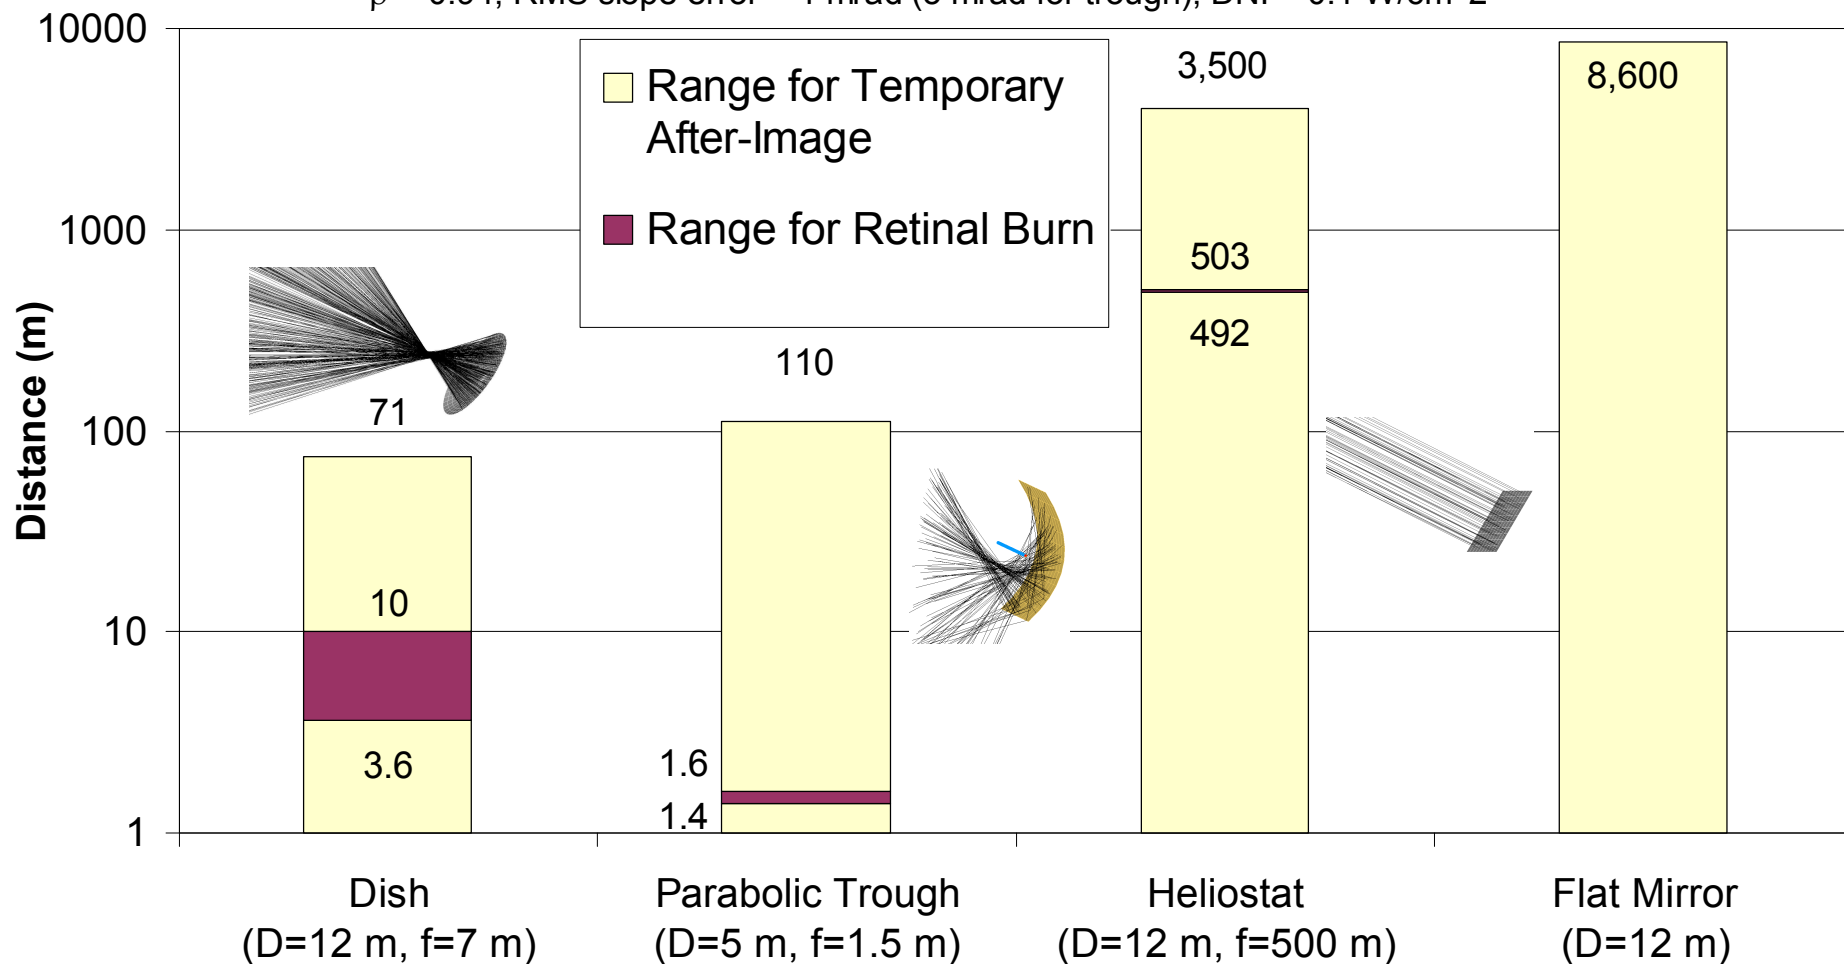 10000
1000
100
10
1
Distance (m)
Range for Temporary
After-Image
Range for Retinal Burn
71
10
3.6
110
1.6
1.4
3,500
503
492
8,600
Dish
(D=12 m, f=7 m)
Parabolic Trough
(D=5 m, f=1.5 m)
Heliostat
(D=12 m, f=500 m)
Flat Mirror
(D=12 m)